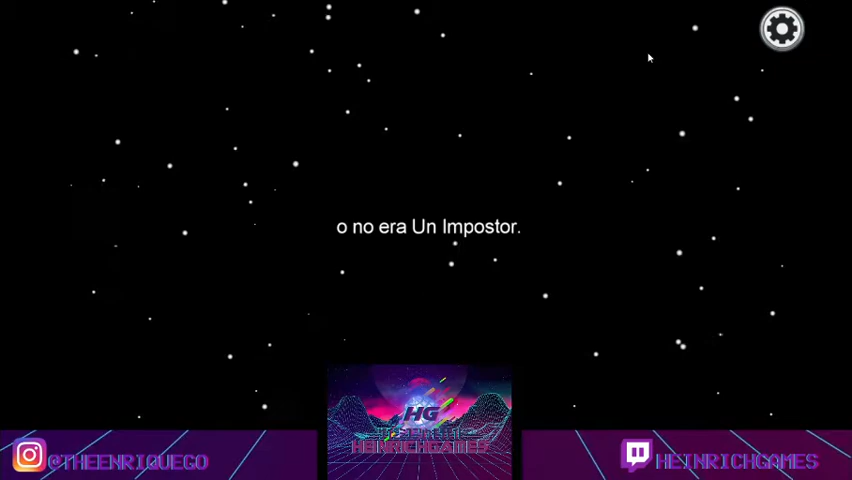 o no era Un Impostor.
HG
HEINRICHGAMES
@THEENRIQUEGO
HEINRICHGAMES